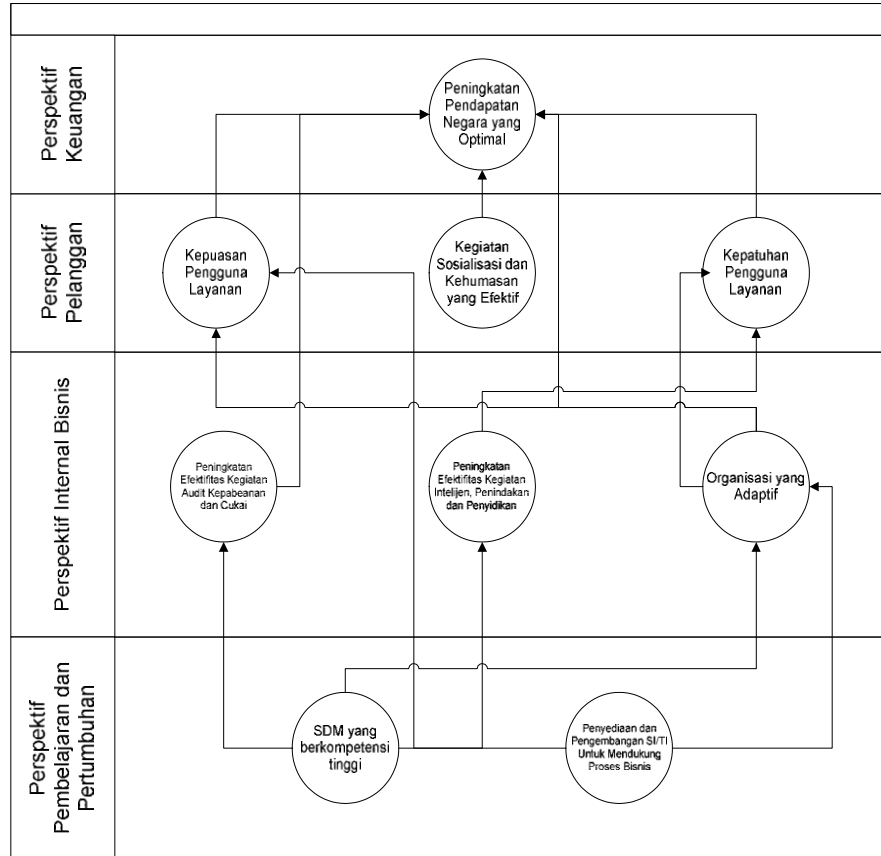 Perspektif
Keuangan
Peningkatan
Pendapatan
Negara yang
Optimal
Perspektif
Pelanggan
Kepuasan
Pengguna
Layanan
Kegiatan
Sosialisasi dan
Kehumasan
yang Efektif
Kepatuhan
Pengguna
Layanan
Perspektif Internal Bisnis
Peningkatan
Efektifitas Kegiatan
Audit Kepabeanan
dan Cukai
Peningkatan
Efektifitas Kegiatan
Intelijen, Penindakan
dan Penyidikan
Organisasi yang
Adaptif
Perspektif
Pembelajaran dan
Pertumbuhan
SDM yang
berkompetensi
tinggi
Penyediaan dan
Pengembangan SI/TI
Untuk Mendukung
Proses Bisnis